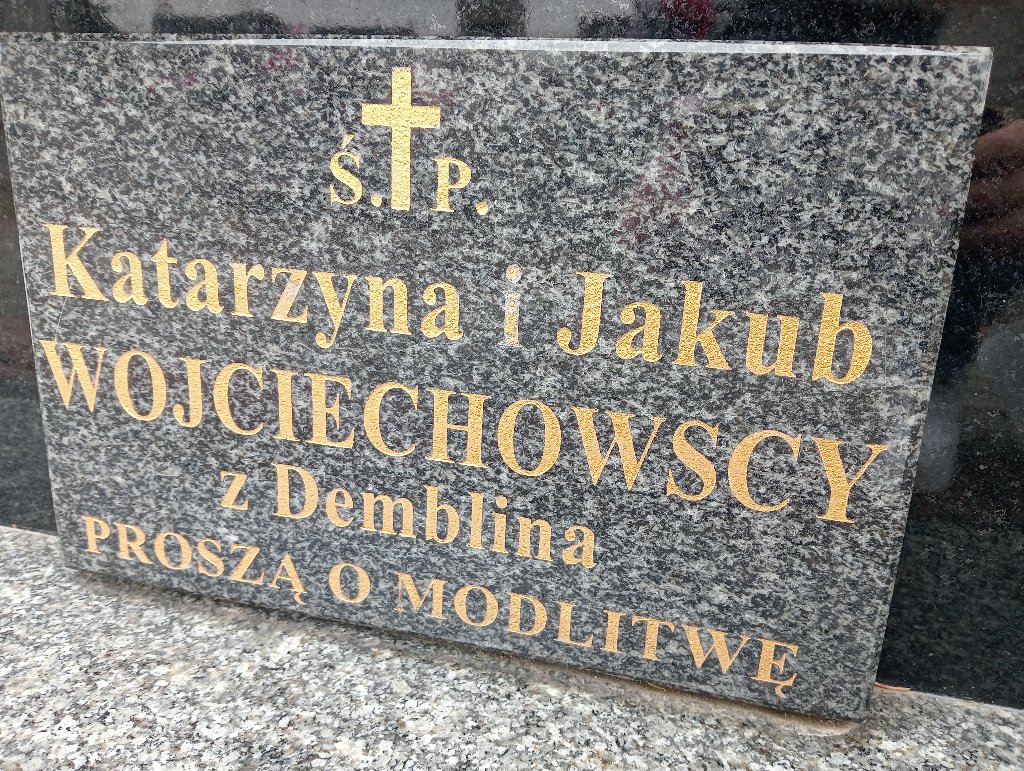 Ś. P.
Katarzyna i Jakub
WOJCIECHOWSCY
z Demblina
PROSZĄ O MODLITWĘ